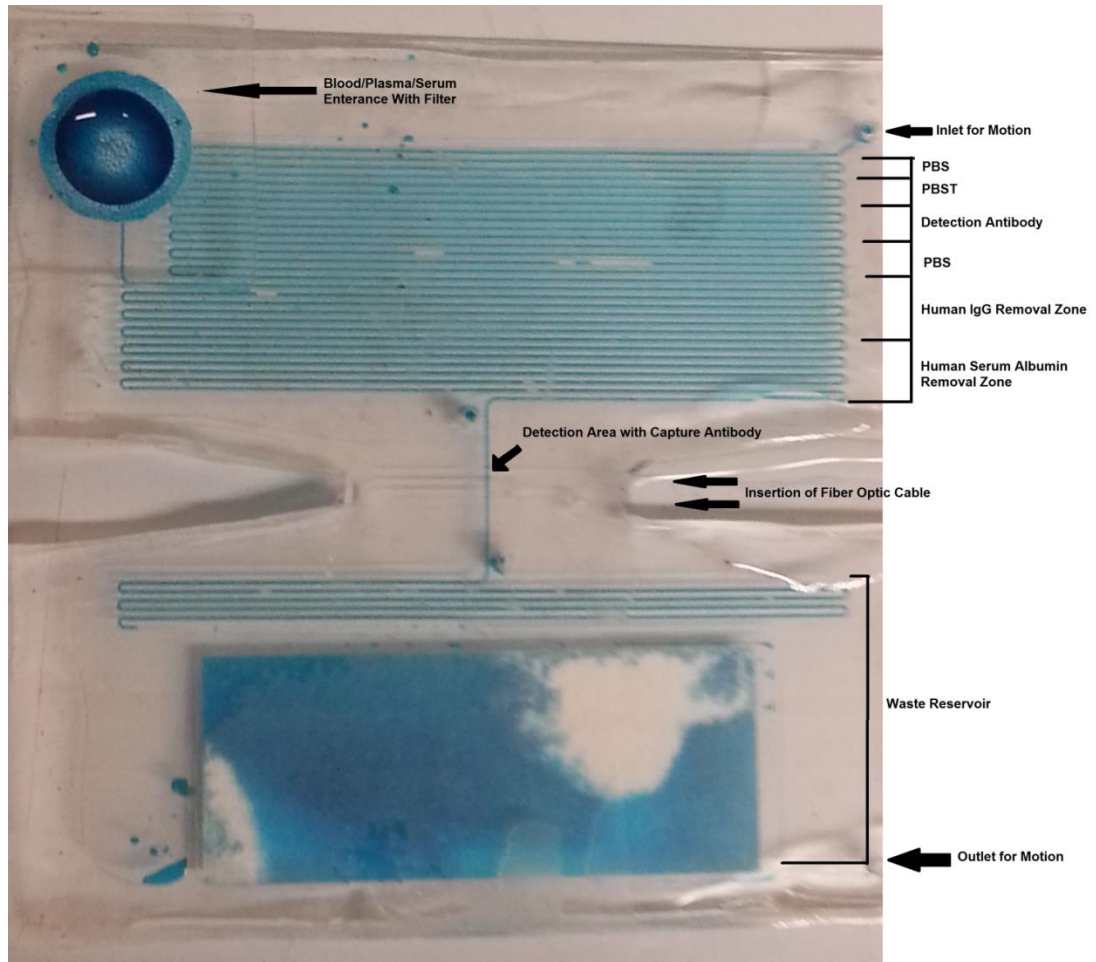 Blood/Plasma/Serum
Enterance With Filter
Inlet for Motion
PBS
PBST
Detection Antibody
PBS
Human IgG Removal Zone
Human Serum Albumin
Removal Zone
Detection Area with Capture Antibody
Insertion of Fiber Optic Cable
Waste Reservoir
Outlet for Motion